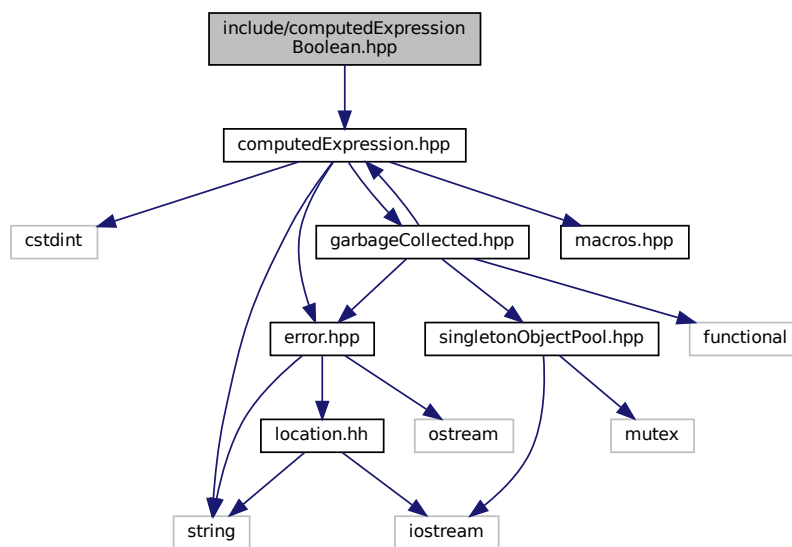 include/computedExpression
Boolean.hpp
computedExpression.hpp
cstdint
garbageCollected.hpp
macros.hpp
error.hpp
singletonObjectPool.hpp
functional
location.hh
ostream
mutex
string
iostream